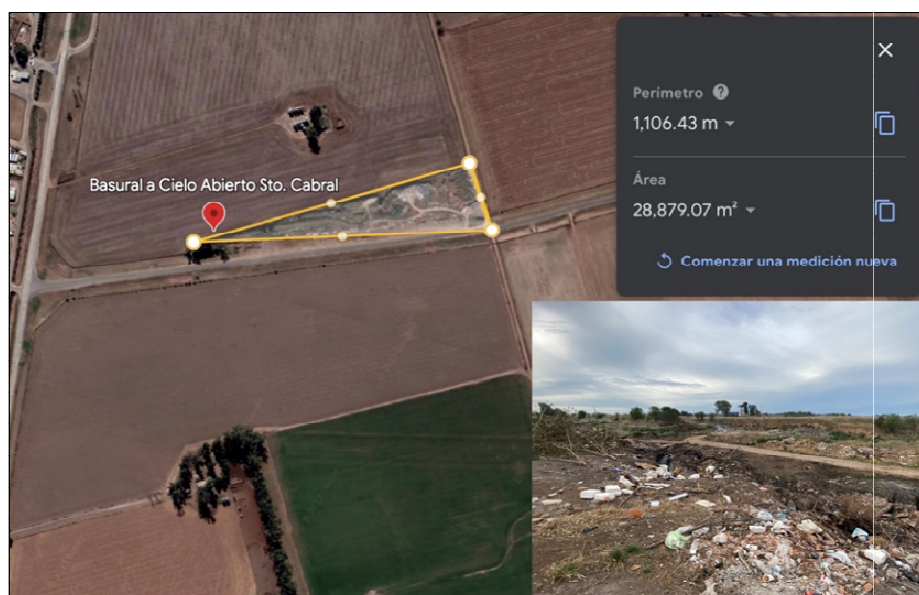 Basural a Cielo Abierto Sto. Cabral
Perímetro
1,106.43 m
Área
28,879.07 m²
Comenzar una medición nueva